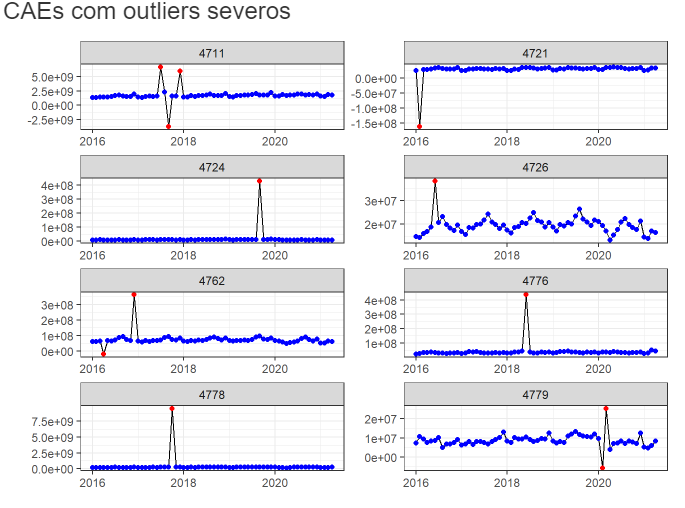 CAEs com outliers severos
4711
4721
5.0e+09
2.5e+09
0.0e+00
-2.5e+09
0.0e+00
-5.0e+07
-1.0e+08
-1.5e+08
2016 2018 2020
2016 2018 2020
4724
4726
4e+08
3e+08
2e+08
1e+08
0e+00
3e+07
2e+07
2016 2018 2020
2016 2018 2020
4762
4776
3e+08
2e+08
1e+08
0e+00
4e+08
3e+08
2e+08
1e+08
2016 2018 2020
2016 2018 2020
4778
4779
7.5e+09
5.0e+09
2.5e+09
0.0e+00
2e+07
1e+07
0e+00
2016 2018 2020
2016 2018 2020